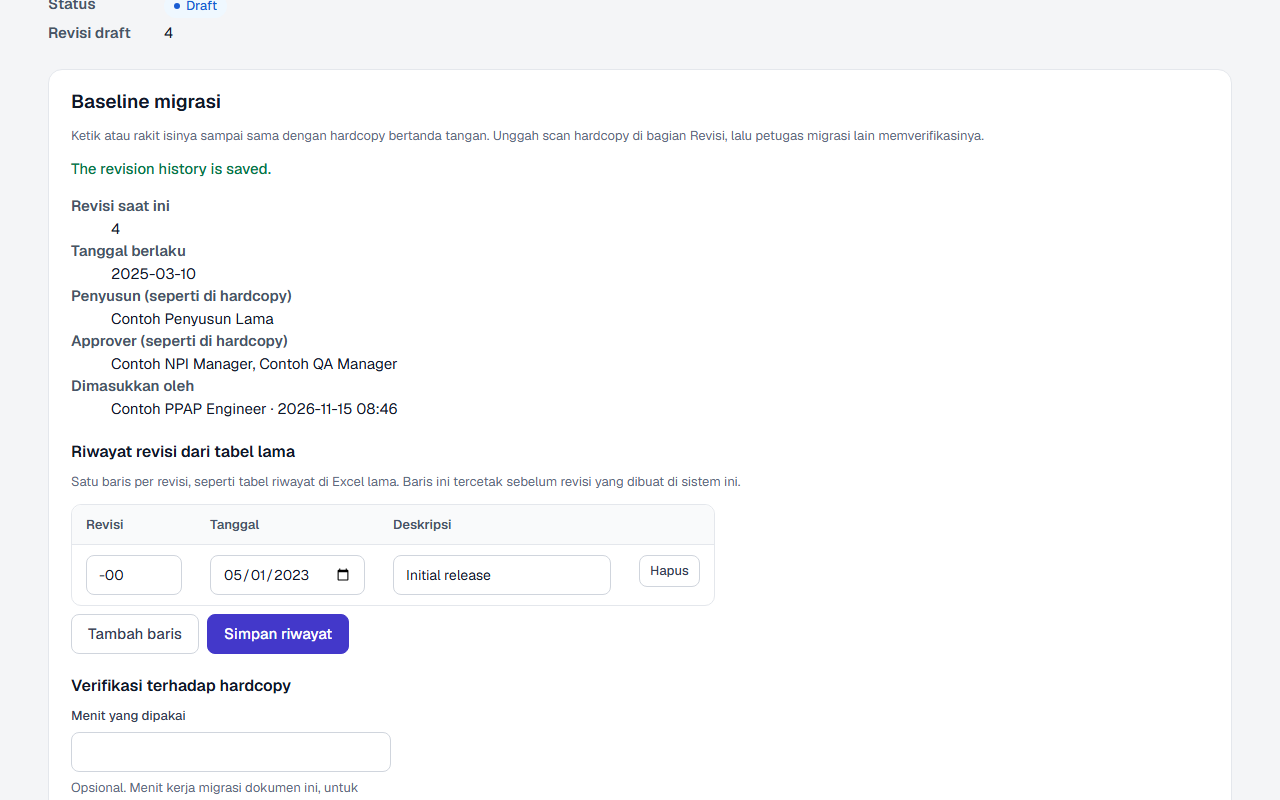 Status
Draft
Revisi draft 4
Baseline migrasi
Ketik atau rakit isinya sampai sama dengan hardcopy bertanda tangan. Unggah scan hardcopy di bagian Revisi, lalu petugas migrasi lain memverifikasinya.
The revision history is saved.
Revisi saat ini
4
Tanggal berlaku
2025-03-10
Penyusun (seperti di hardcopy)
Contoh Penyusun Lama
Approver (seperti di hardcopy)
Contoh NPI Manager, Contoh QA Manager
Dimasukkan oleh
Contoh PPAP Engineer · 2026-11-15 08:46
Riwayat revisi dari tabel lama
Satu baris per revisi, seperti tabel riwayat di Excel lama. Baris ini tercetak sebelum revisi yang dibuat di sistem ini.
Revisi Tanggal Deskripsi
-00 05/01/2023 Initial release Hapus
Tambah baris Simpan riwayat
Verifikasi terhadap hardcopy
Menit yang dipakai
Opsional. Menit kerja migrasi dokumen ini, untuk